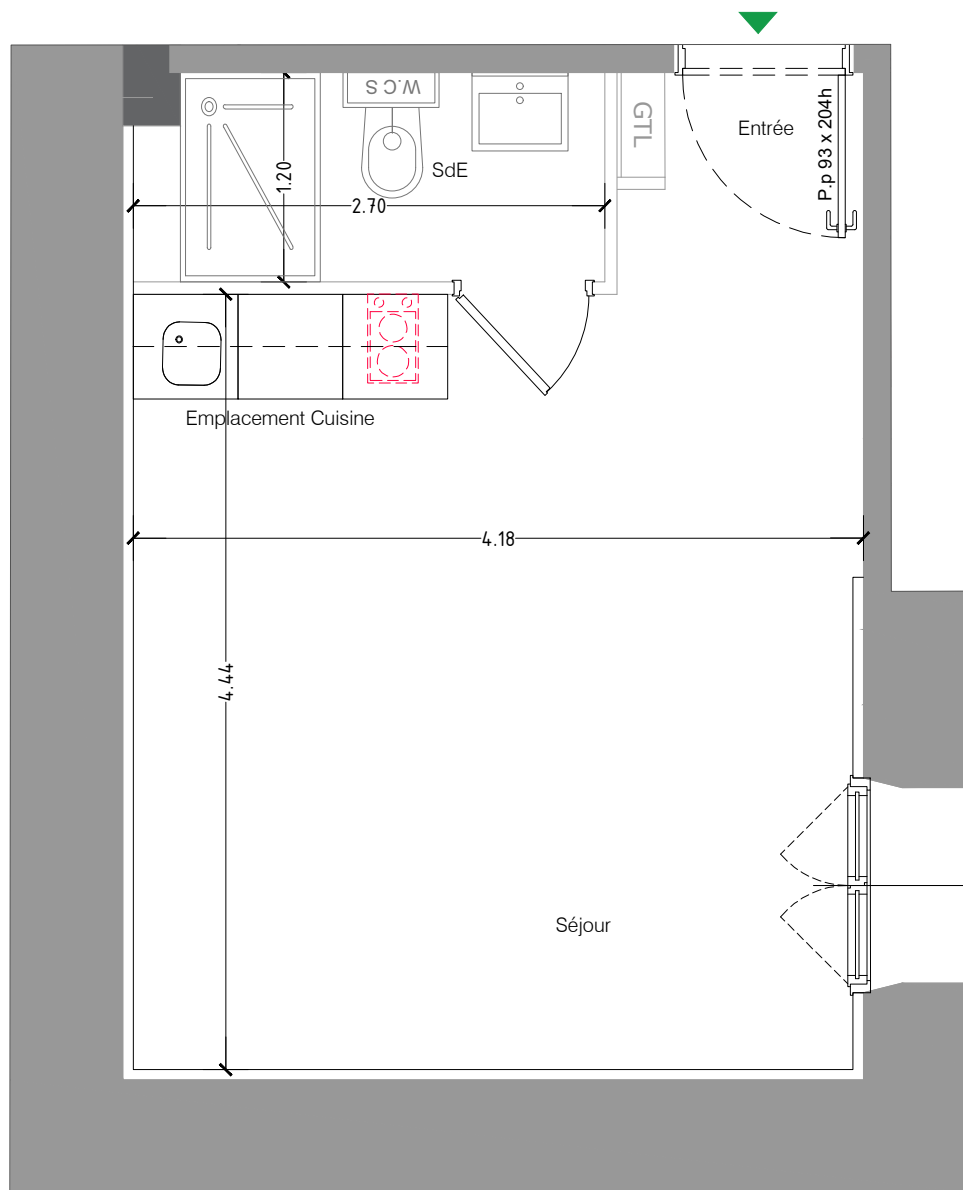 W.C S
GTL
Entrée
P.p 93 x 204h
SdE
1.20
2.70
Emplacement Cuisine
4.18
4.44
Séjour